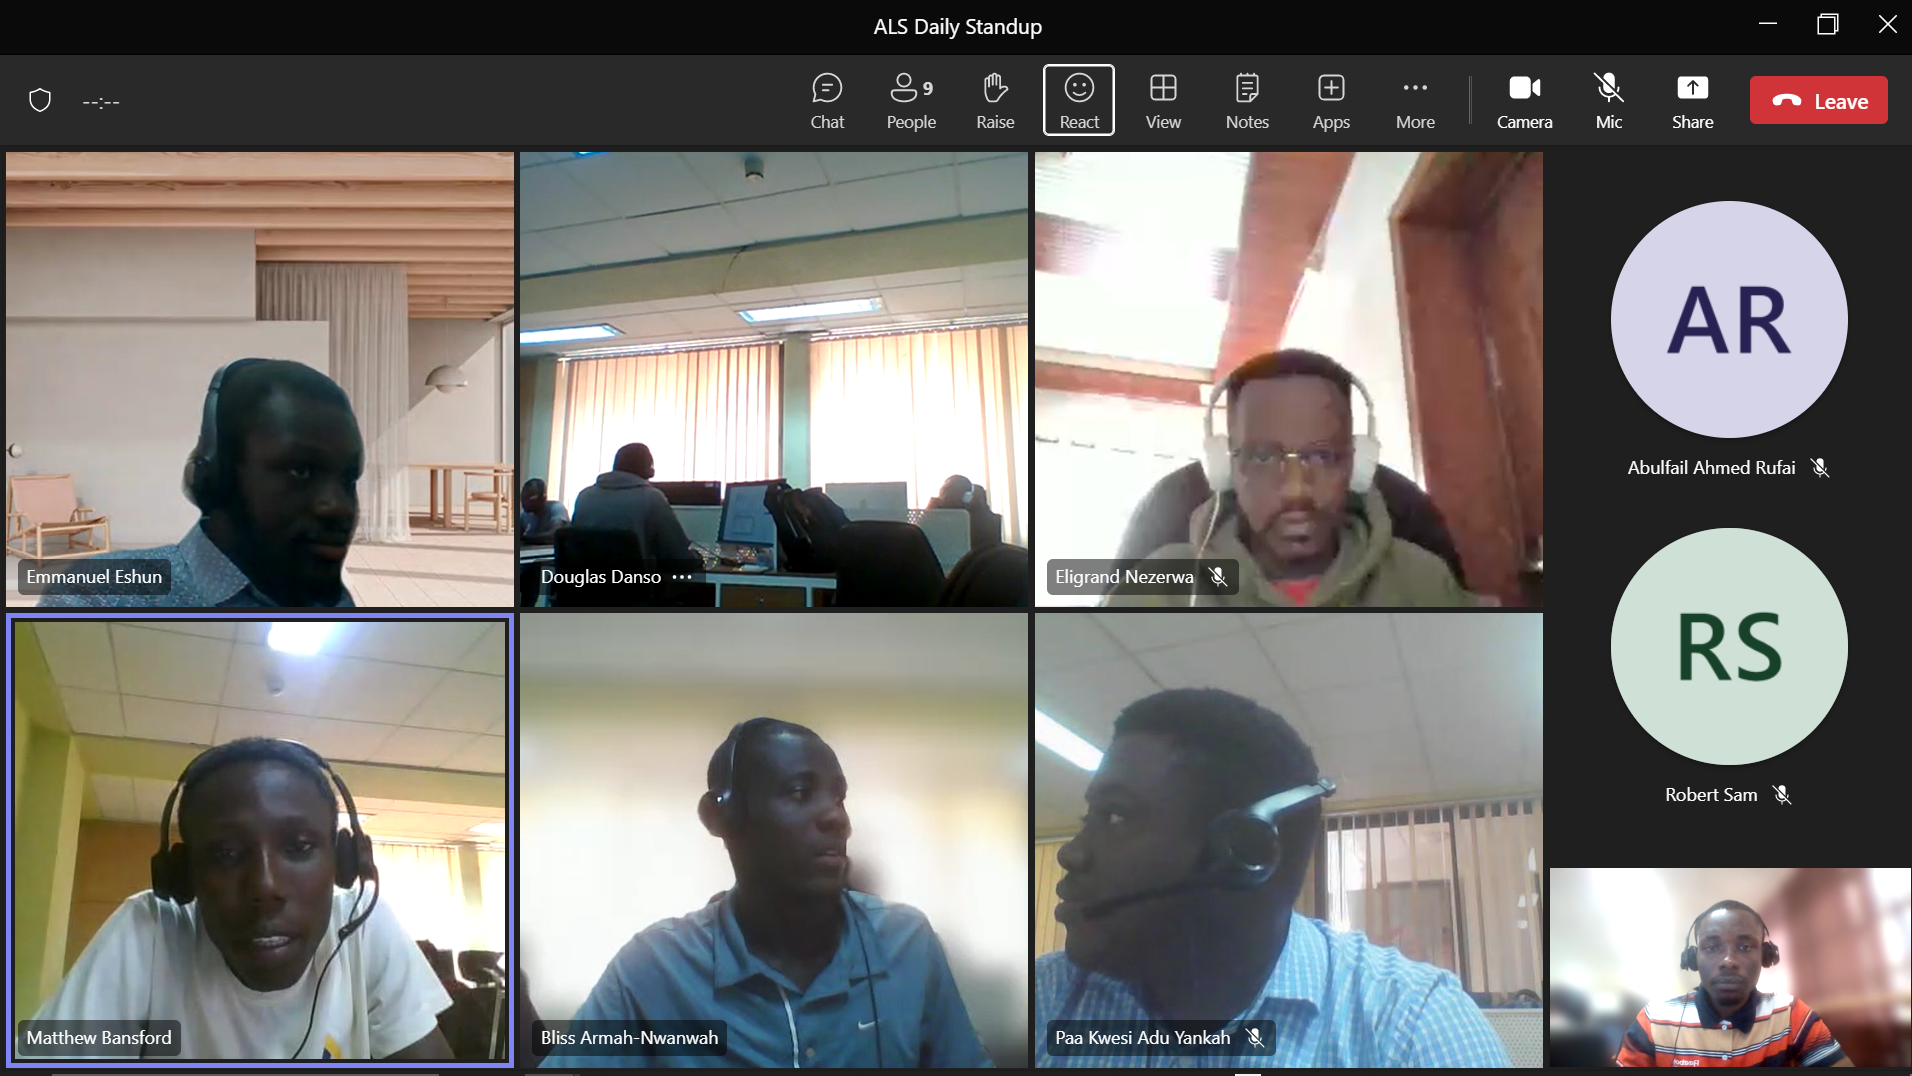 ALS Daily Standup
--:--
Chat
People
9
Raise
React
View
Notes
Apps
More
Camera
Mic
Share
Leave
Emmanuel Eshun
Douglas Danso
Eligrand Nezerwa
AR
Abulfail Ahmed Rufai
RS
Robert Sam
Matthew Bansford
Bliss Armah-Nwanwah
Paa Kwesi Adu Yankah